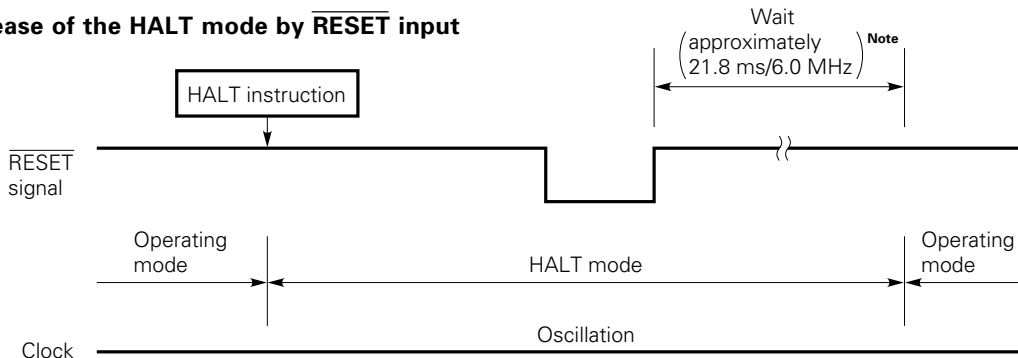 ease of the HALT mode by RESET input
Wait
approximately
21.8 ms/6.0 MHz
Note
HALT instruction
RESET
signal
Operating
mode
HALT mode
Operating
mode
Oscillation
Clock